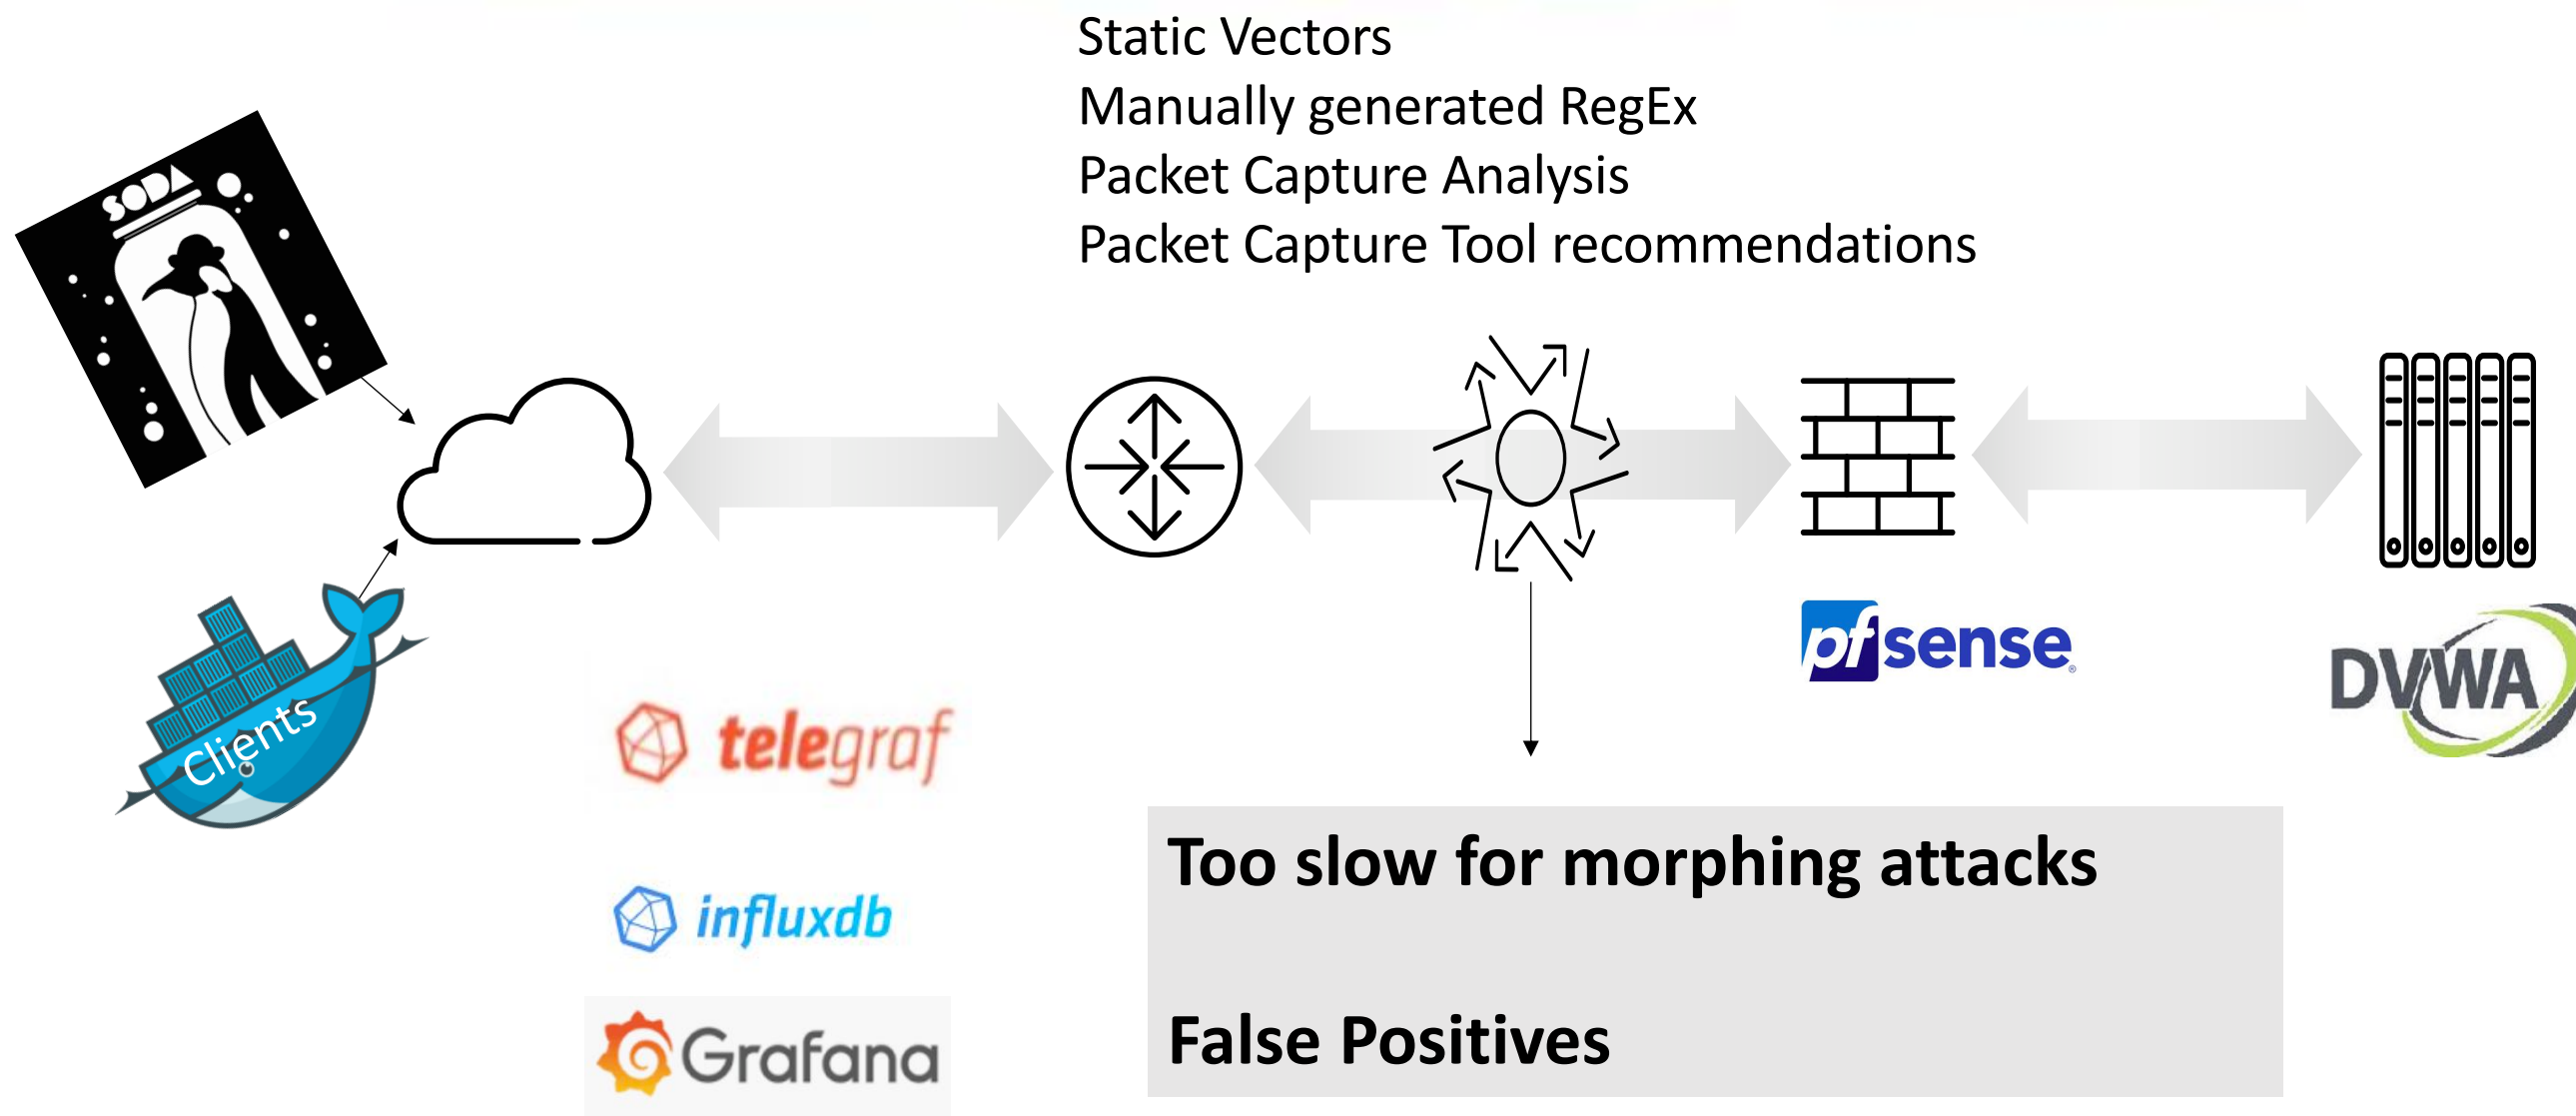 Static Vectors
Manually generated RegEx
Packet Capture Analysis
Packet Capture Tool recommendations
SODA
Clients
telegraf
influxdb
Grafana
pfsense
DVWA
Too slow for morphing attacks
False Positives